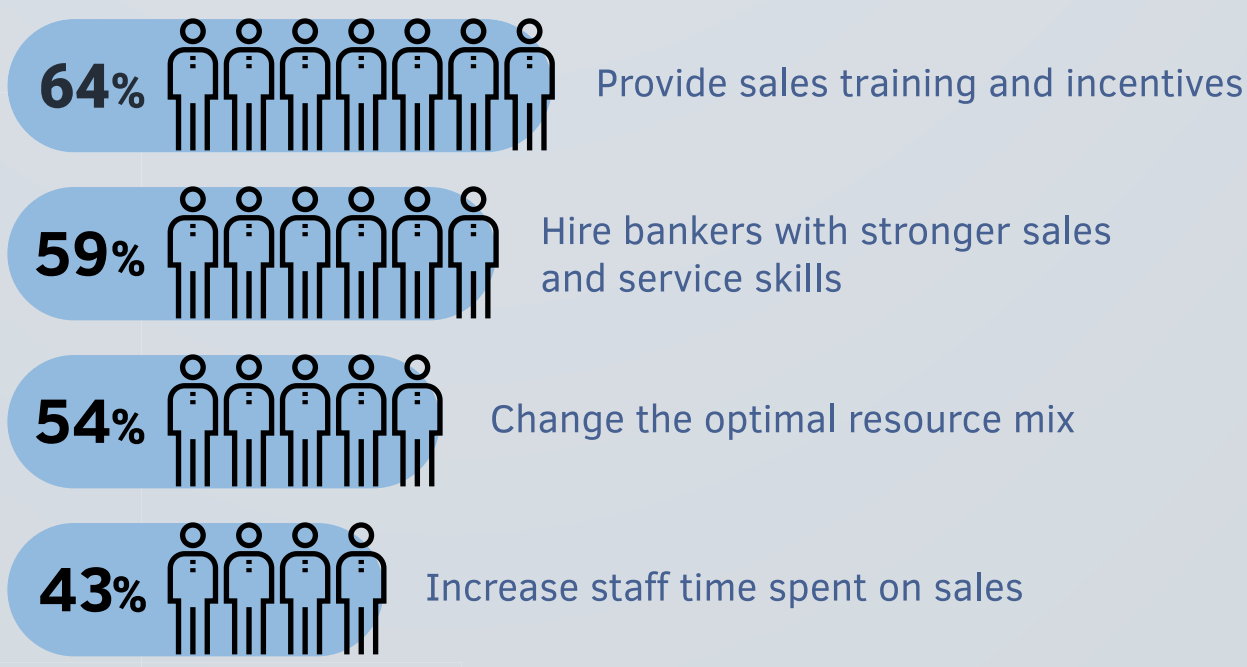 64% Provide sales training and incentives
59% Hire bankers with stronger sales
and service skills
54% Change the optimal resource mix
43% Increase staff time spent on sales